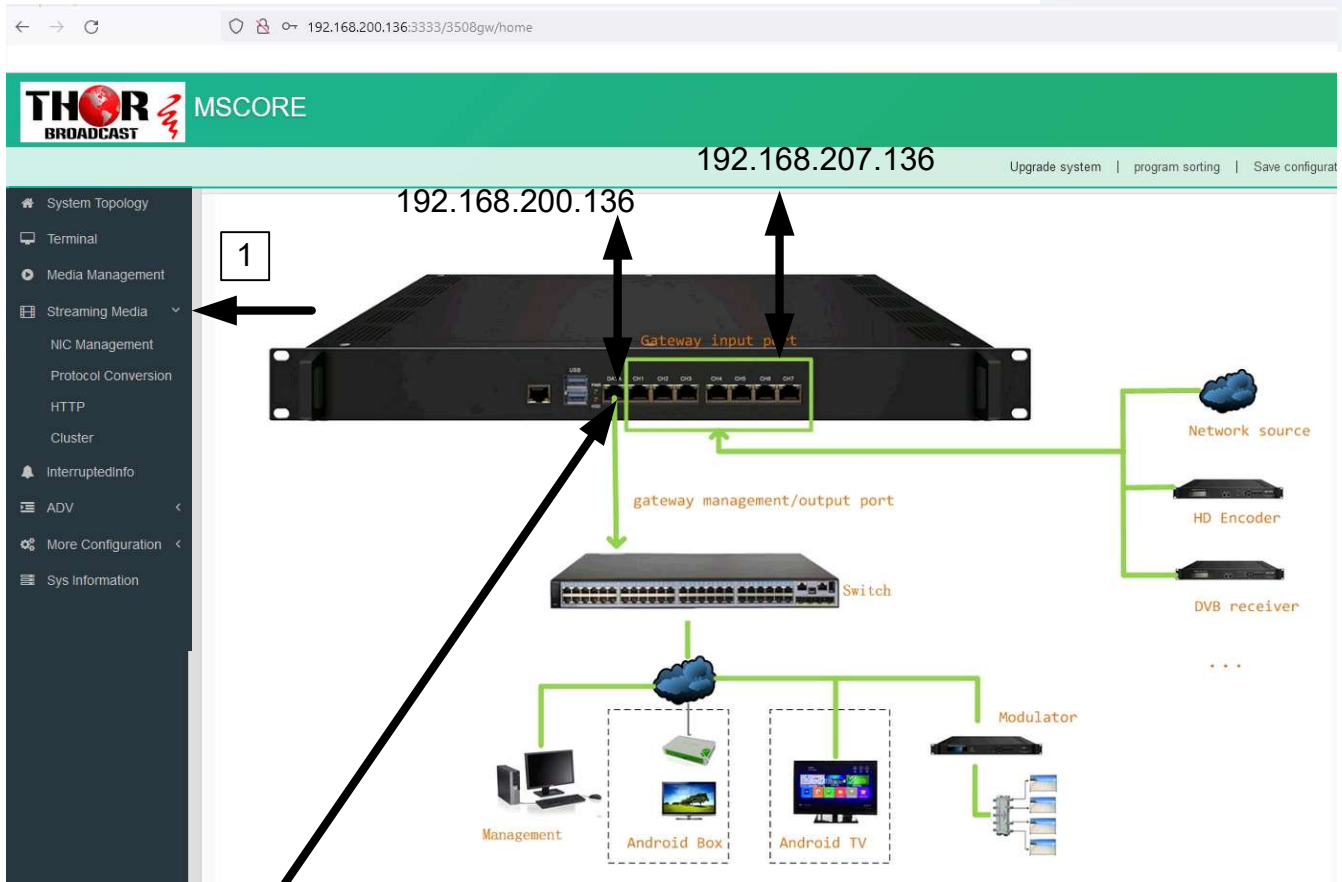 192.168.200.136:3333/3508gw/home
THOR
BROADCAST
MSCORE
192.168.207.136
Upgrade system | program sorting | Save configurat
192.168.200.136
System Topology
Terminal
Media Management
1
Streaming Media
NIC Management
Protocol Conversion
HTTP
Cluster
InterruptedInfo
ADV
More Configuration
Sys Information
Gateway input port
USB
DATA CH1 CH2 CH3 CH4 CH5 CH6 CH7
PWR
Network source
gateway management/output port
HD Encoder
Switch
DVB receiver
...
Modulator
Management
Android Box
Android TV